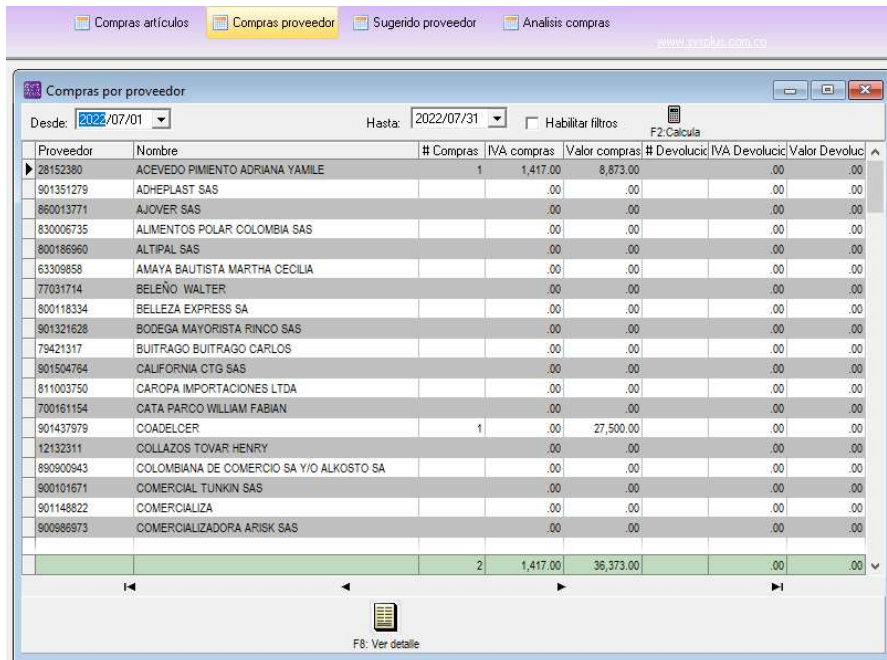 Compras artículos Compras proveedor Sugerido proveedor Analisis compras
www.sysplus.com.co
Compras por proveedor
Desde: 2022/07/01 Hasta: 2022/07/31 Habilitar filtros F2:Calcula
Proveedor Nombre # Compras IVA compras Valor compras # Devolucic IVA Devolucic Valor Devoluc
28152380 ACEVEDO PIMIENTO ADRIANA YAMILE 1 1,417.00 8,873.00 .00 .00
901351279 ADHEPLAST SAS .00 .00 .00 .00
860013771 AJOVER SAS .00 .00 .00 .00
830006735 ALIMENTOS POLAR COLOMBIA SAS .00 .00 .00 .00
800186960 ALTIPAL SAS .00 .00 .00 .00
63309858 AMAYA BAUTISTA MARTHA CECILIA .00 .00 .00 .00
77031714 BELEÑO WALTER .00 .00 .00 .00
800118334 BELLEZA EXPRESS SA .00 .00 .00 .00
901321628 BODEGA MAYORISTA RINCO SAS .00 .00 .00 .00
79421317 BUITRAGO BUITRAGO CARLOS .00 .00 .00 .00
901504764 CALIFORNIA CTG SAS .00 .00 .00 .00
811003750 CAROPA IMPORTACIONES LTDA .00 .00 .00 .00
700161154 CATA PARCO WILLIAM FABIAN .00 .00 .00 .00
901437979 COADELCER 1 .00 27,500.00 .00 .00
12132311 COLLAZOS TOVAR HENRY .00 .00 .00 .00
890900943 COLOMBIANA DE COMERCIO SA Y/O ALKOSTO SA .00 .00 .00 .00
900101671 COMERCIAL TUNKIN SAS .00 .00 .00 .00
901148822 COMERCIALIZA .00 .00 .00 .00
900986973 COMERCIALIZADORA ARISK SAS .00 .00 .00 .00
2 1,417.00 36,373.00 .00 .00
F8: Ver detalle